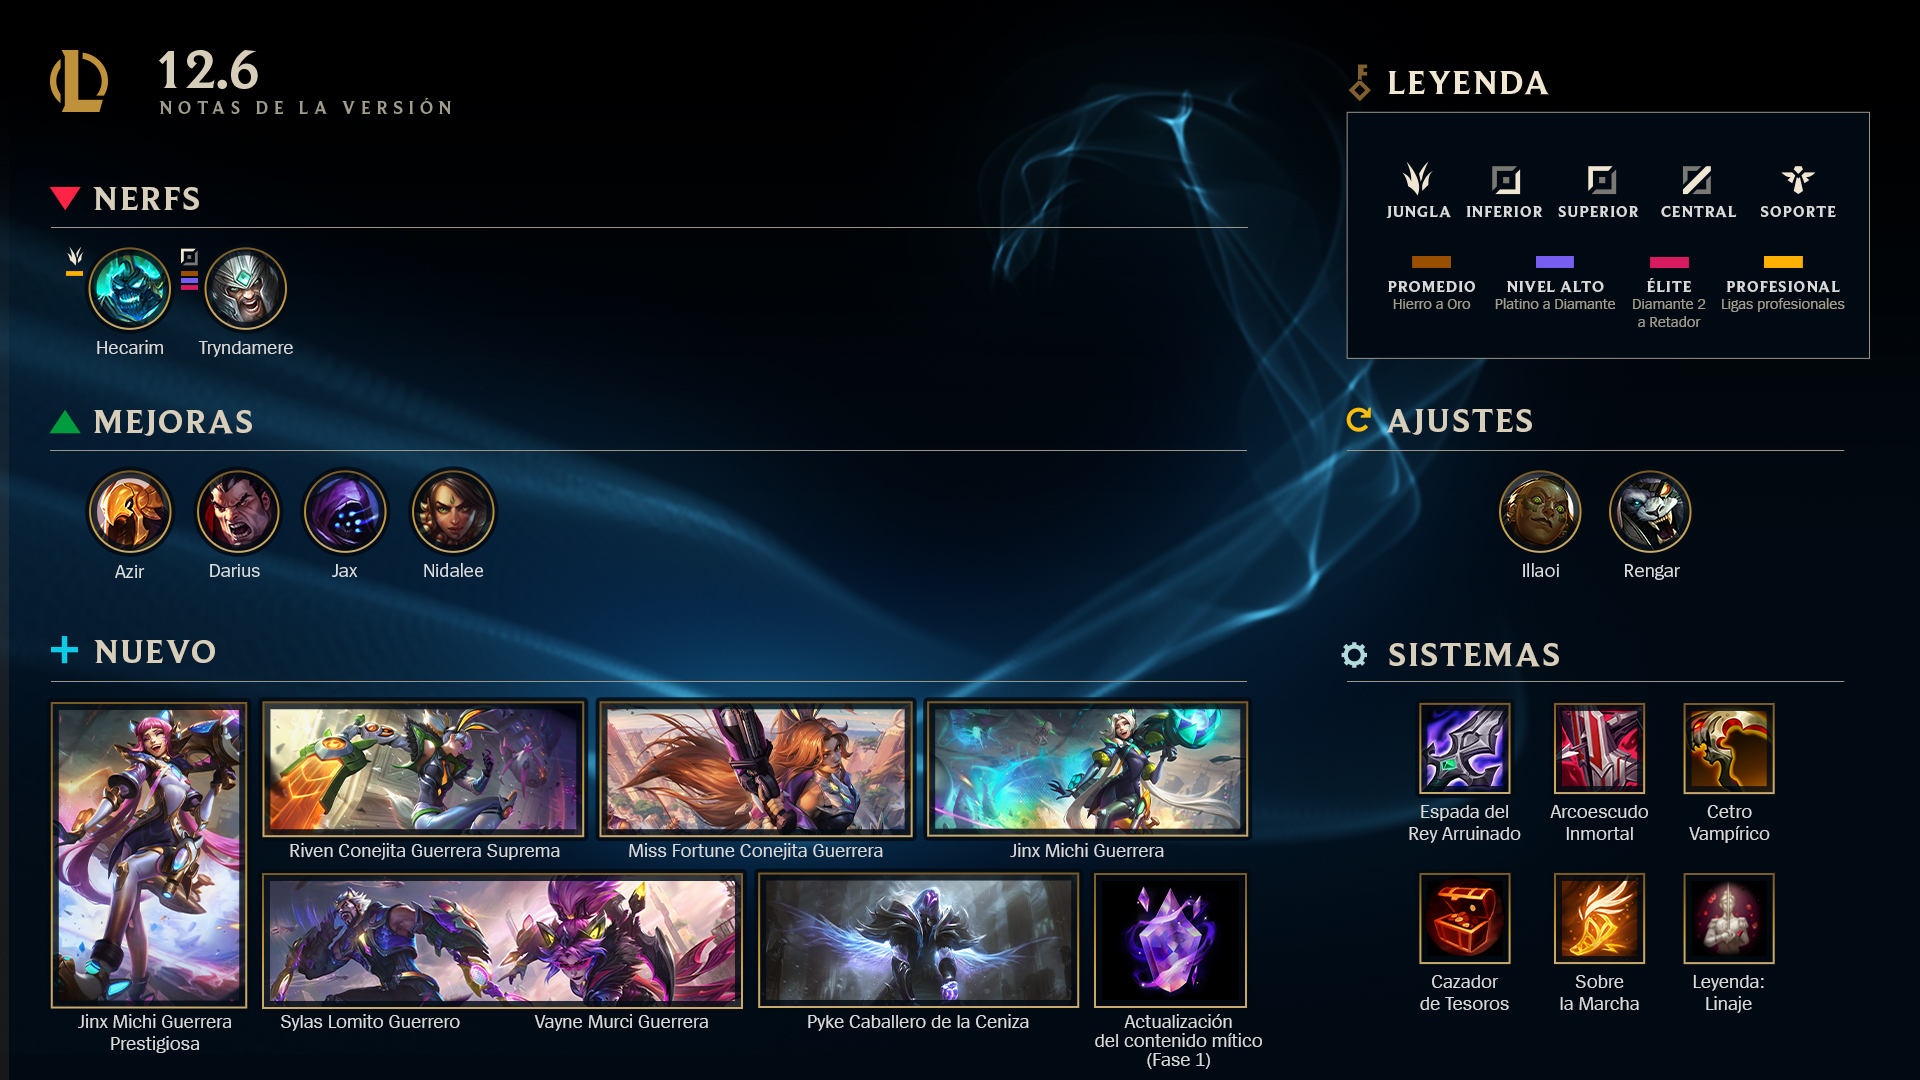 12.6
NOTAS DE LA VERSIÓN
NERFS
Hecarim
Tryndamere
MEJORAS
Azir
Darius
Jax
Nidalee
NUEVO
Riven Conejita Guerrera Suprema
Miss Fortune Conejita Guerrera
Jinx Michi Guerrera
Jinx Michi Guerrera
Prestigiosa
Sylas Lomito Guerrero
Vayne Murci Guerrera
Pyke Caballero de la Ceniza
Actualización
del contenido mítico
(Fase 1)
LEYENDA
JUNGLA
INFERIOR
SUPERIOR
CENTRAL
SOPORTE
PROMEDIO
Hierro a Oro
NIVEL ALTO
Platino a Diamante
ÉLITE
Diamante 2
a Retador
PROFESIONAL
Ligas profesionales
AJUSTES
Illaoi
Rengar
SISTEMAS
Espada del
Rey Arruinado
Arcoescudo
Inmortal
Cetro
Vampírico
Cazador
de Tesoros
Sobre
la Marcha
Leyenda:
Linaje